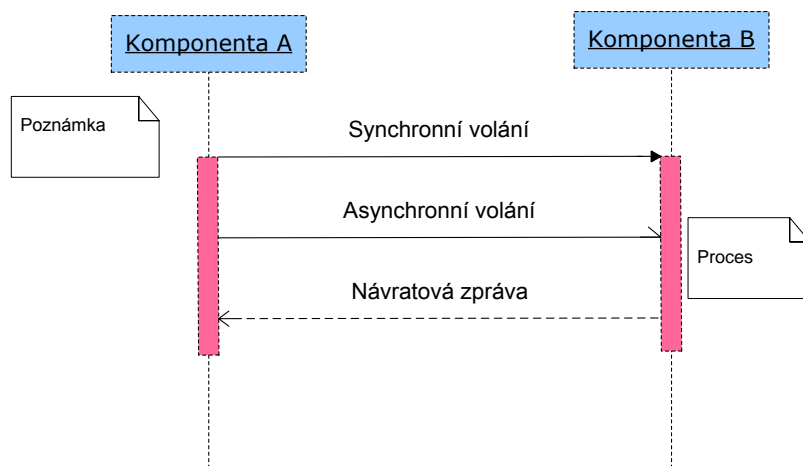 Komponenta A
Komponenta B
Poznámka
Synchronní volání
Asynchronní volání
Proces
Návratová zpráva